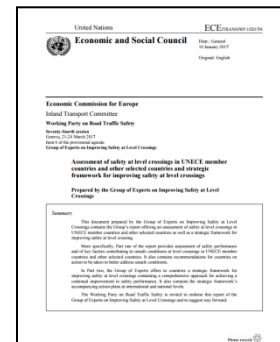 United Nations
ECE/TRANS/WP.1/2017/4
Economic and Social Council
Distr.: General
10 January 2017
Original: English
Economic Commission for Europe
Inland Transport Committee
Working Party on Road Traffic Safety
Seventy-fourth session
Geneva, 21-24 March 2017
Item 6 of the provisional agenda
Group of Experts on Improving Safety at Level Crossings
Assessment of safety at level crossings in UNECE member
countries and other selected countries and strategic
framework for improving safety at level crossings
Prepared by the Group of Experts on Improving Safety at Level
Crossings
Summary
This document prepared by the Group of Experts on Improving Safety at Level
Crossings contains the Group's report offering an assessment of safety at level crossings in
UNECE member countries and other selected countries as well as a strategic framework for
improving safety at level crossing.
More specifically, Part one of the report provides assessment of safety performance
and of key factors contributing to unsafe conditions at level crossings in UNECE member
countries and other selected countries. It also contains recommendations for countries on
action to be taken to better address unsafe conditions.
In Part two, the Group of Experts offers to countries a strategic framework for
improving safety at level crossings containing a comprehensive approach for achieving a
continual improvement in safety performance. It also contains the strategic framework's
accompanying action plans at international and national levels.
The Working Party on Road Traffic Safety is invited to endorse this report of the
Group of Experts on Improving Safety at Level Crossings and to suggest way forward.
Please recycle